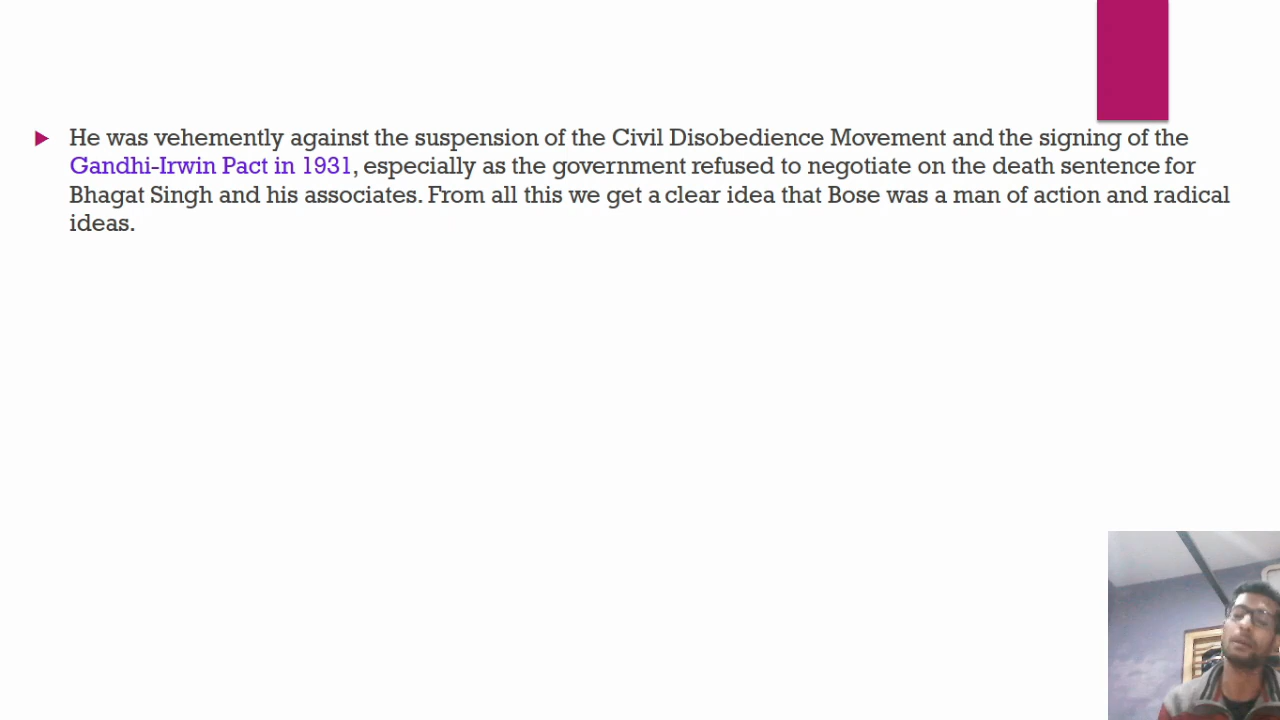 He was vehemently against the suspension of the Civil Disobedience Movement and the signing of the
Gandhi-Irwin Pact in 1931, especially as the government refused to negotiate on the death sentence for
Bhagat Singh and his associates. From all this we get a clear idea that Bose was a man of action and radical
ideas.